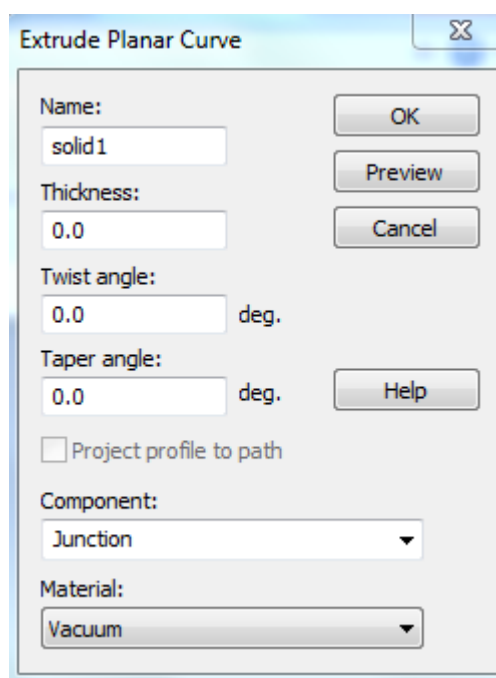 Extrude Planar Curve
Name:
solid1
OK
Preview
Thickness:
0.0
Cancel
Twist angle:
0.0 deg.
Taper angle:
0.0 deg.
Help
Project profile to path
Component:
Junction
Material:
Vacuum